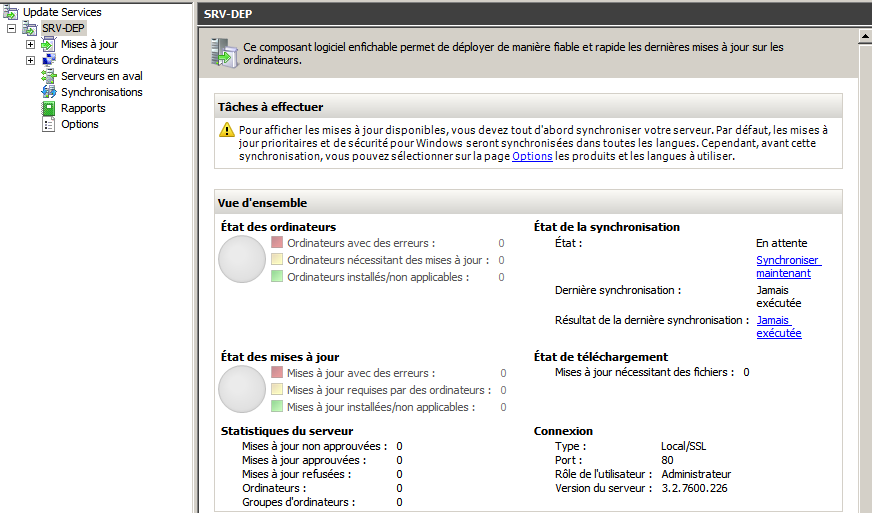 Update Services
SRV-DEP
Mises à jour
Ordinateurs
Serveurs en aval
Synchronisations
Rapports
Options
SRV-DEP
Ce composant logiciel enfichable permet de déployer de manière fiable et rapide les dernières mises à jour sur les
ordinateurs.
Tâches à effectuer
Pour afficher les mises à jour disponibles, vous devez tout d'abord synchroniser votre serveur. Par défaut, les mises à
jour prioritaires et de sécurité pour Windows seront synchronisées dans toutes les langues. Cependant, avant cette
synchronisation, vous pouvez sélectionner sur la page Options les produits et les langues à utiliser.
Vue d'ensemble
État des ordinateurs
Ordinateurs avec des erreurs : 0
Ordinateurs nécessitant des mises à jour : 0
Ordinateurs installés/non applicables : 0
État de la synchronisation
État : En attente
Synchroniser
maintenant
Dernière synchronisation : Jamais
exécutée
Résultat de la dernière synchronisation : Jamais
exécutée
État des mises à jour
Mises à jour avec des erreurs : 0
Mises à jour requises par des ordinateurs : 0
Mises à jour installées/non applicables : 0
État de téléchargement
Mises à jour nécessitant des fichiers : 0
Statistiques du serveur
Mises à jour non approuvées : 0
Mises à jour approuvées : 0
Mises à jour refusées : 0
Ordinateurs : 0
Groupes d'ordinateurs : 0
Connexion
Type : Local/SSL
Port : 80
Rôle de l'utilisateur : Administrateur
Version du serveur : 3.2.7600.226